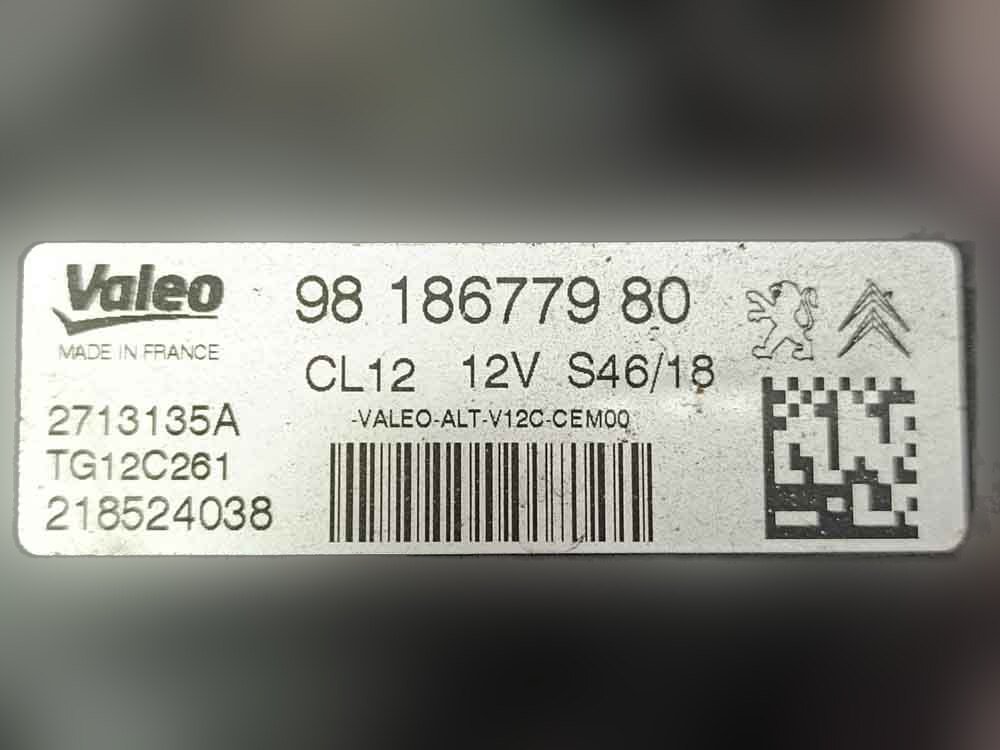 Valeo
MADE IN FRANCE
2713135A
TG12C261
218524038
98 186779 80
CL12 12V S46/18
-VALEO-ALT-V12C-CEM00